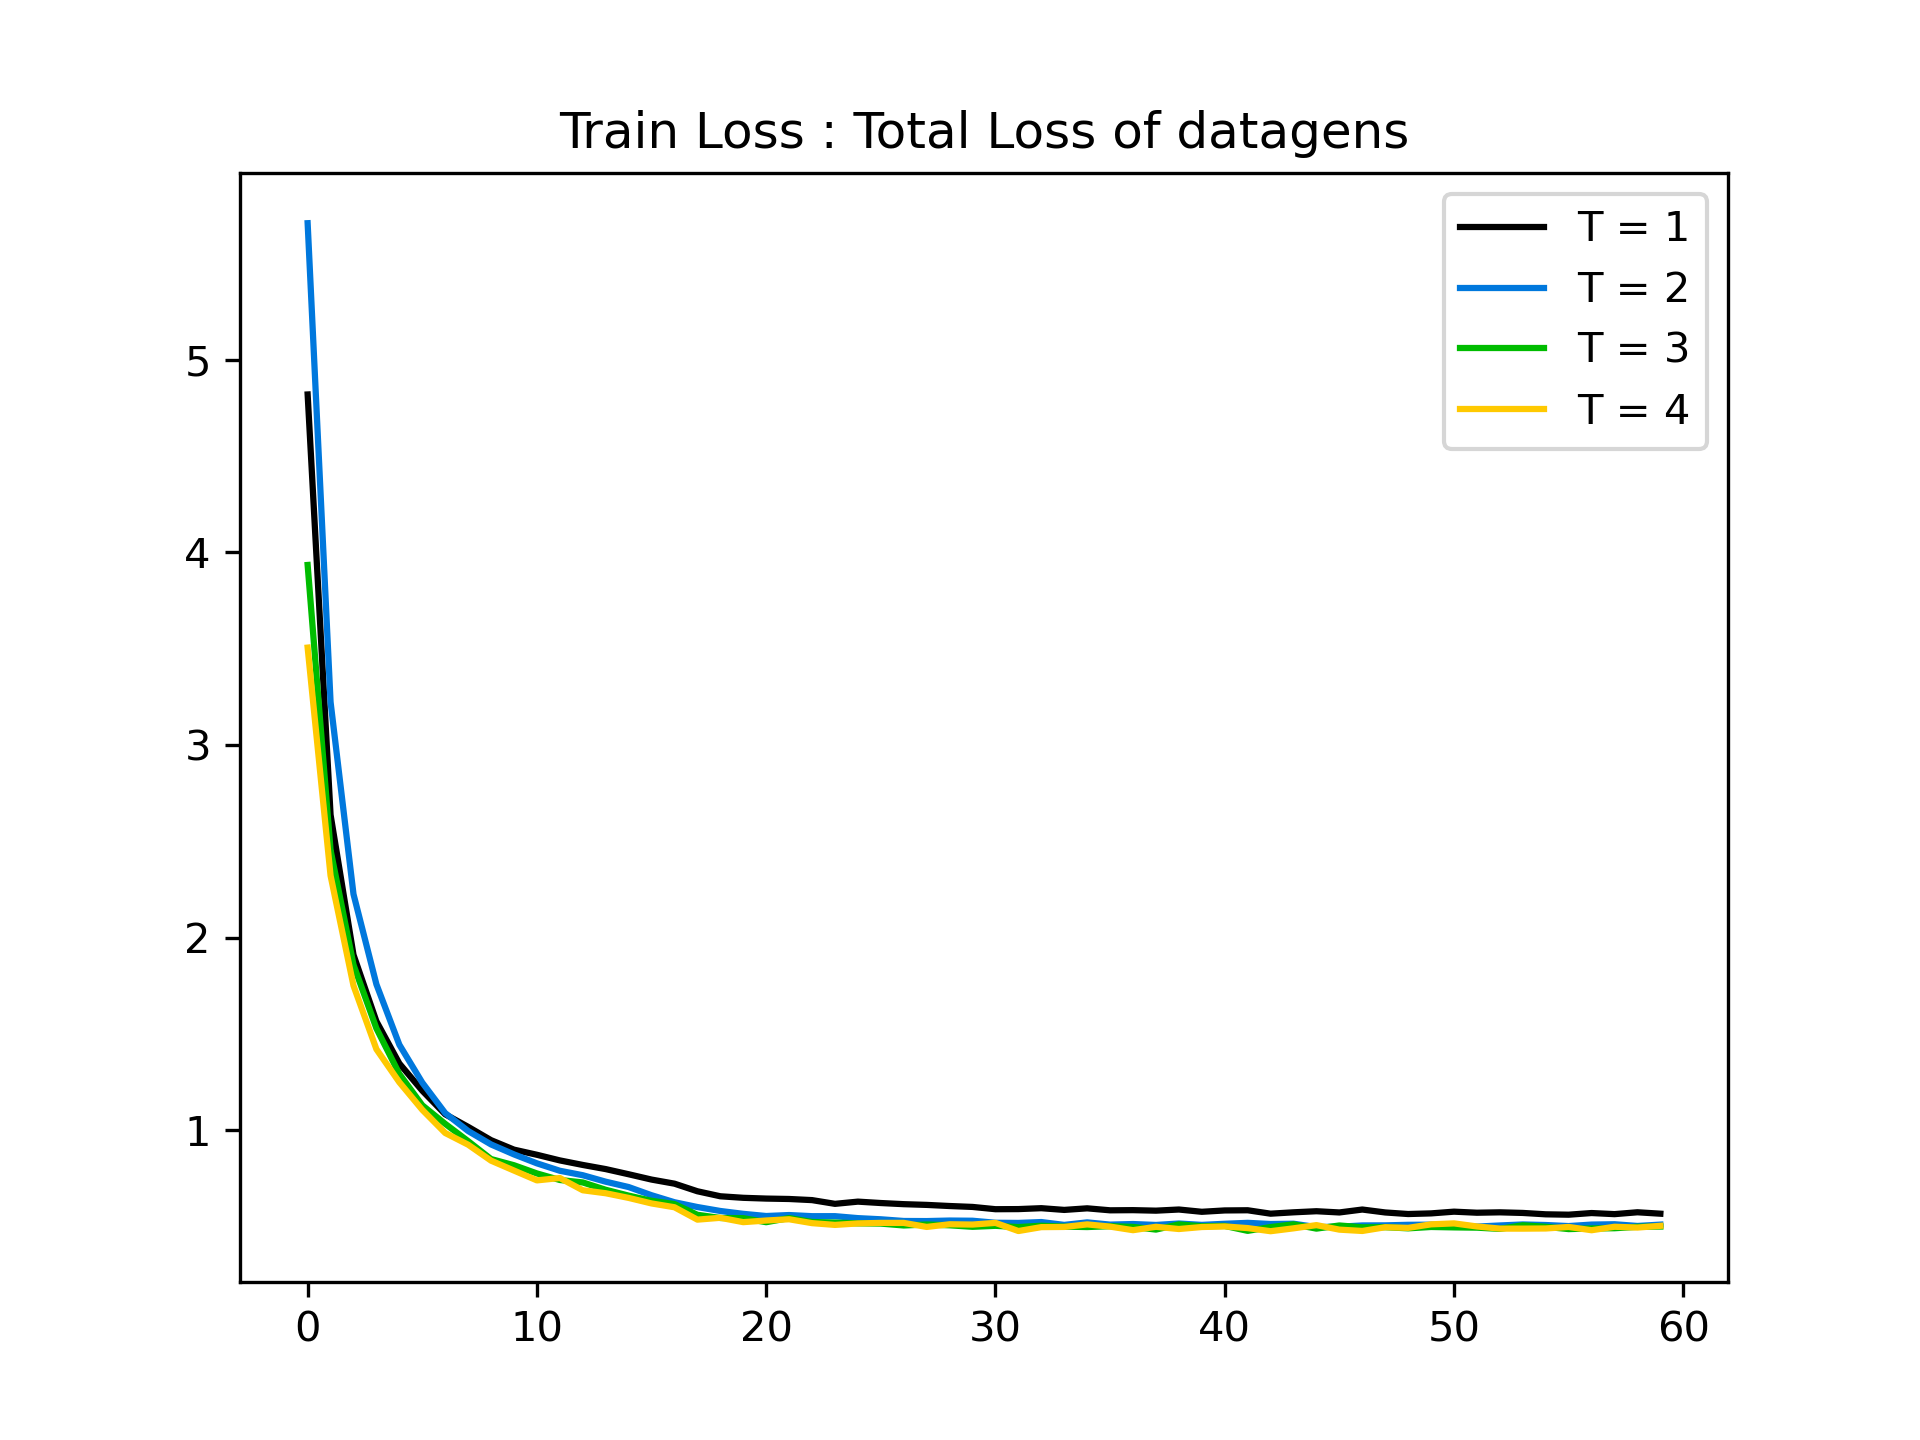 Train Loss : Total Loss of datagens
T = 1
T = 2
T = 3
T = 4
5
4
3
2
1
0 10 20 30 40 50 60